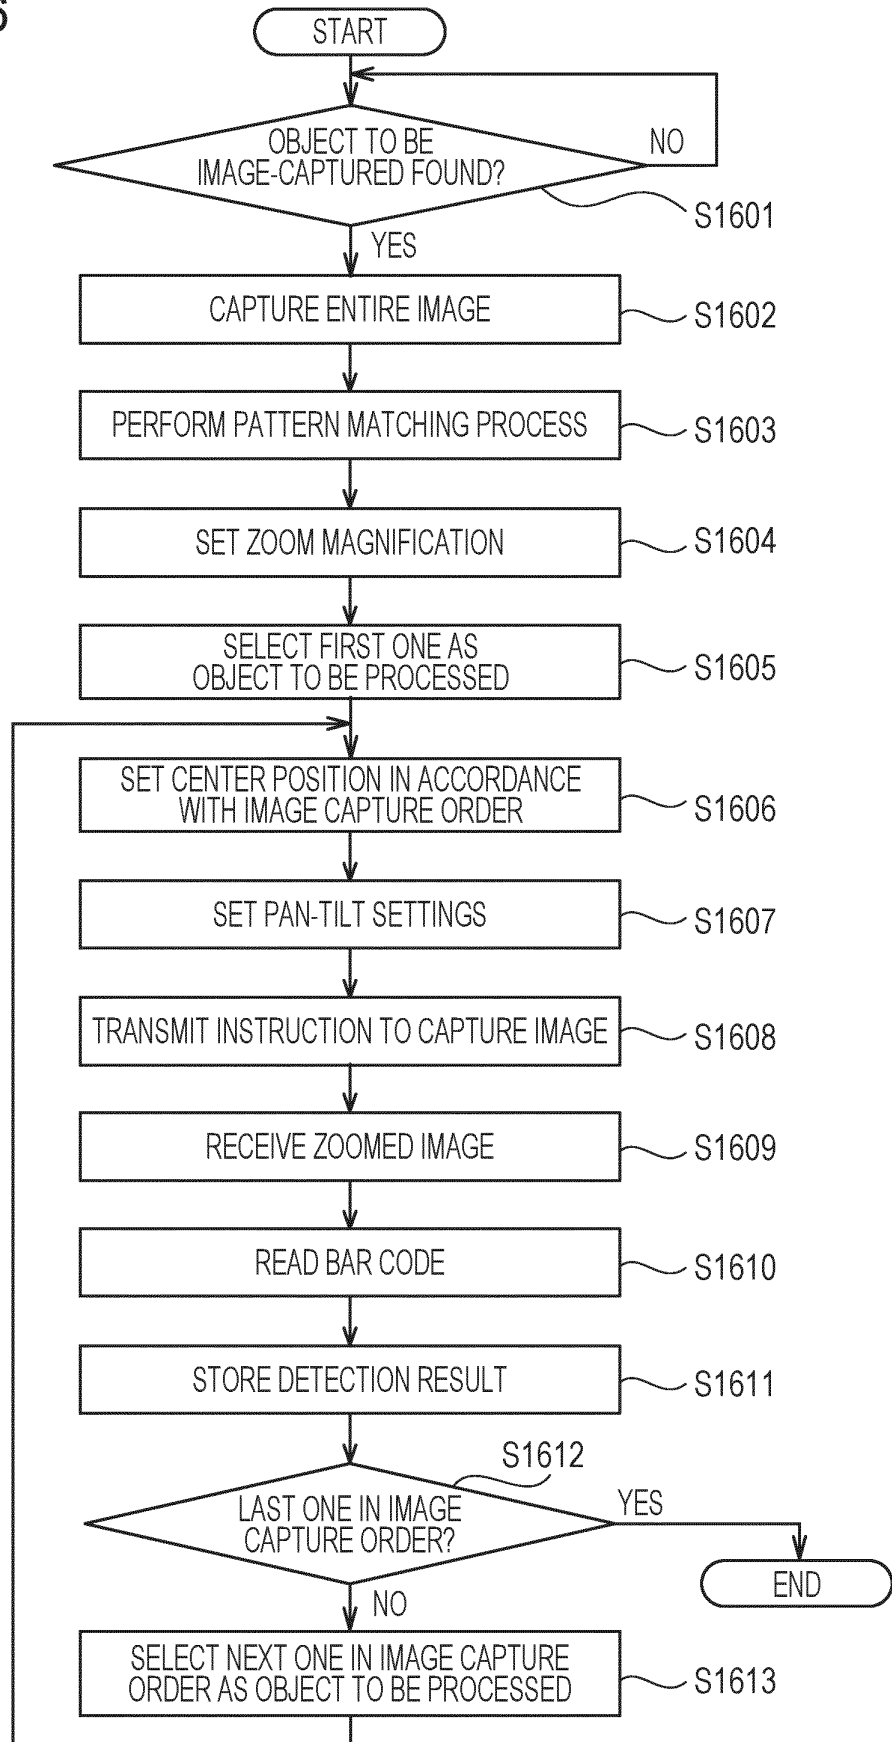 START
OBJECT TO BE
IMAGE-CAPTURED FOUND?
NO
S1601
YES
CAPTURE ENTIRE IMAGE
S1602
PERFORM PATTERN MATCHING PROCESS
S1603
SET ZOOM MAGNIFICATION
S1604
SELECT FIRST ONE AS
OBJECT TO BE PROCESSED
S1605
SET CENTER POSITION IN ACCORDANCE
WITH IMAGE CAPTURE ORDER
S1606
SET PAN-TILT SETTINGS
S1607
TRANSMIT INSTRUCTION TO CAPTURE IMAGE
S1608
RECEIVE ZOOMED IMAGE
S1609
READ BAR CODE
S1610
STORE DETECTION RESULT
S1611
S1612
LAST ONE IN IMAGE
CAPTURE ORDER?
YES
END
NO
SELECT NEXT ONE IN IMAGE CAPTURE
ORDER AS OBJECT TO BE PROCESSED
S1613